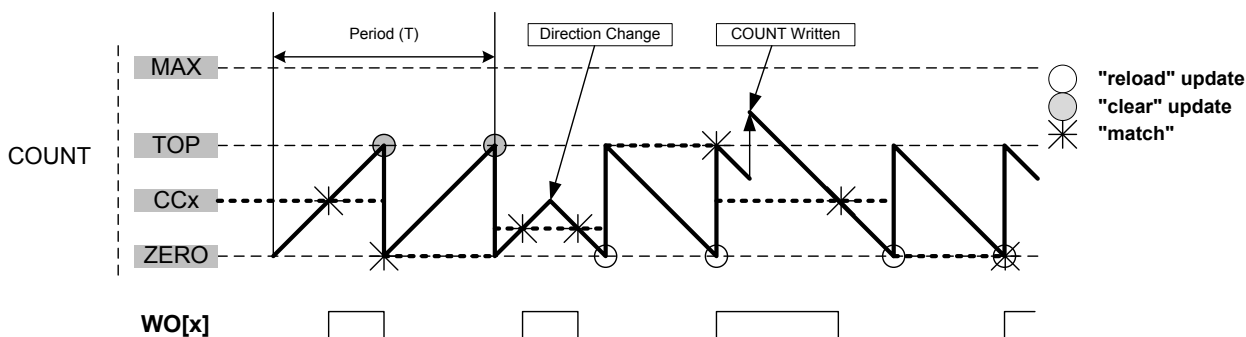 Period (T)
Direction Change
COUNT Written
MAX
"reload" update
"clear" update
TOP
"match"
COUNT
CCx
ZERO
WO[x]